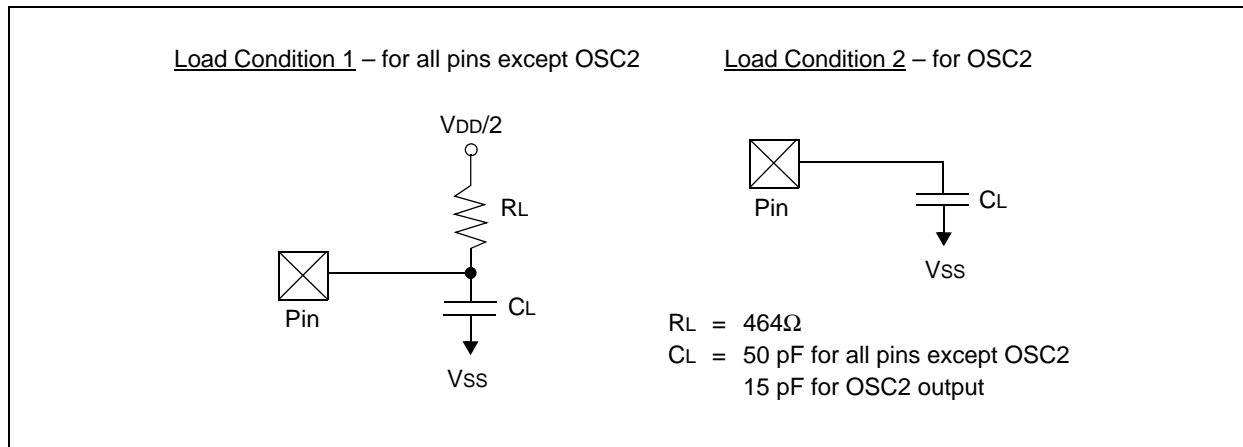 Load Condition 1 – for all pins except OSC2
VDD/2
RL
Pin
CL
VSS
Load Condition 2 – for OSC2
Pin
CL
VSS
RL = 464Ω
CL = 50 pF for all pins except OSC2
15 pF for OSC2 output